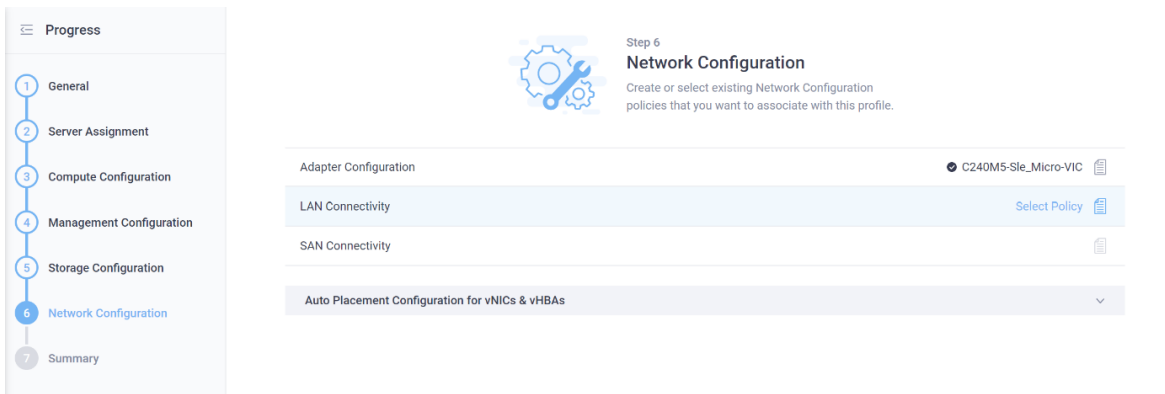 Progress
1 General
2 Server Assignment
3 Compute Configuration
4 Management Configuration
5 Storage Configuration
6 Network Configuration
7 Summary
Step 6
Network Configuration
Create or select existing Network Configuration
policies that you want to associate with this profile.
Adapter Configuration C240M5-Sle_Micro-VIC
LAN Connectivity Select Policy
SAN Connectivity
Auto Placement Configuration for vNICs & vHBAs